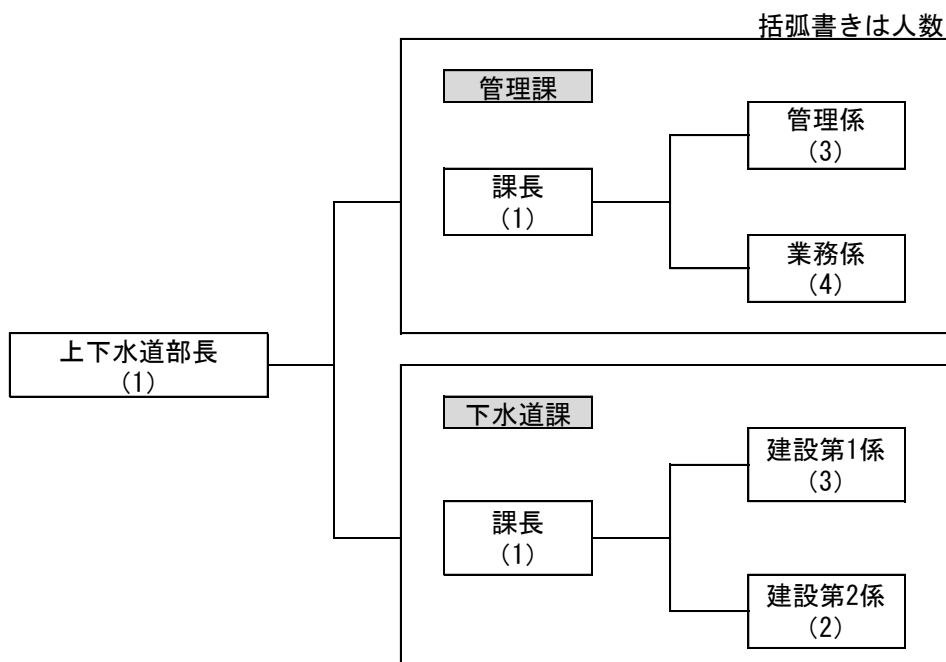 括弧書きは人数
管理課
管理係
(3)
課長
(1)
業務係
(4)
上下水道部長
(1)
下水道課
建設第1係
(3)
課長
(1)
建設第2係
(2)